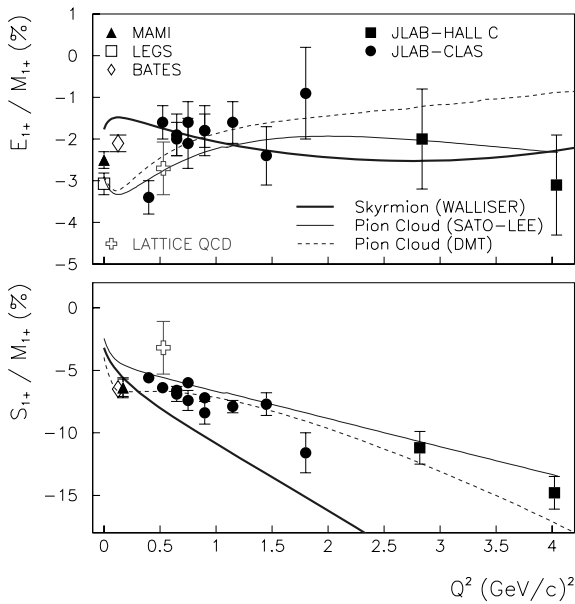 E₁₊ / M₁₊ (%)
1
0
−1
−2
−3
−4
−5
MAMI
LEGS
BATES
JLAB−HALL C
JLAB−CLAS
LATTICE QCD
Skyrmion (WALLISER)
Pion Cloud (SATO−LEE)
Pion Cloud (DMT)
S₁₊ / M₁₊ (%)
0
−5
−10
−15
0 0.5 1 1.5 2 2.5 3 3.5 4
Q² (GeV/c)²